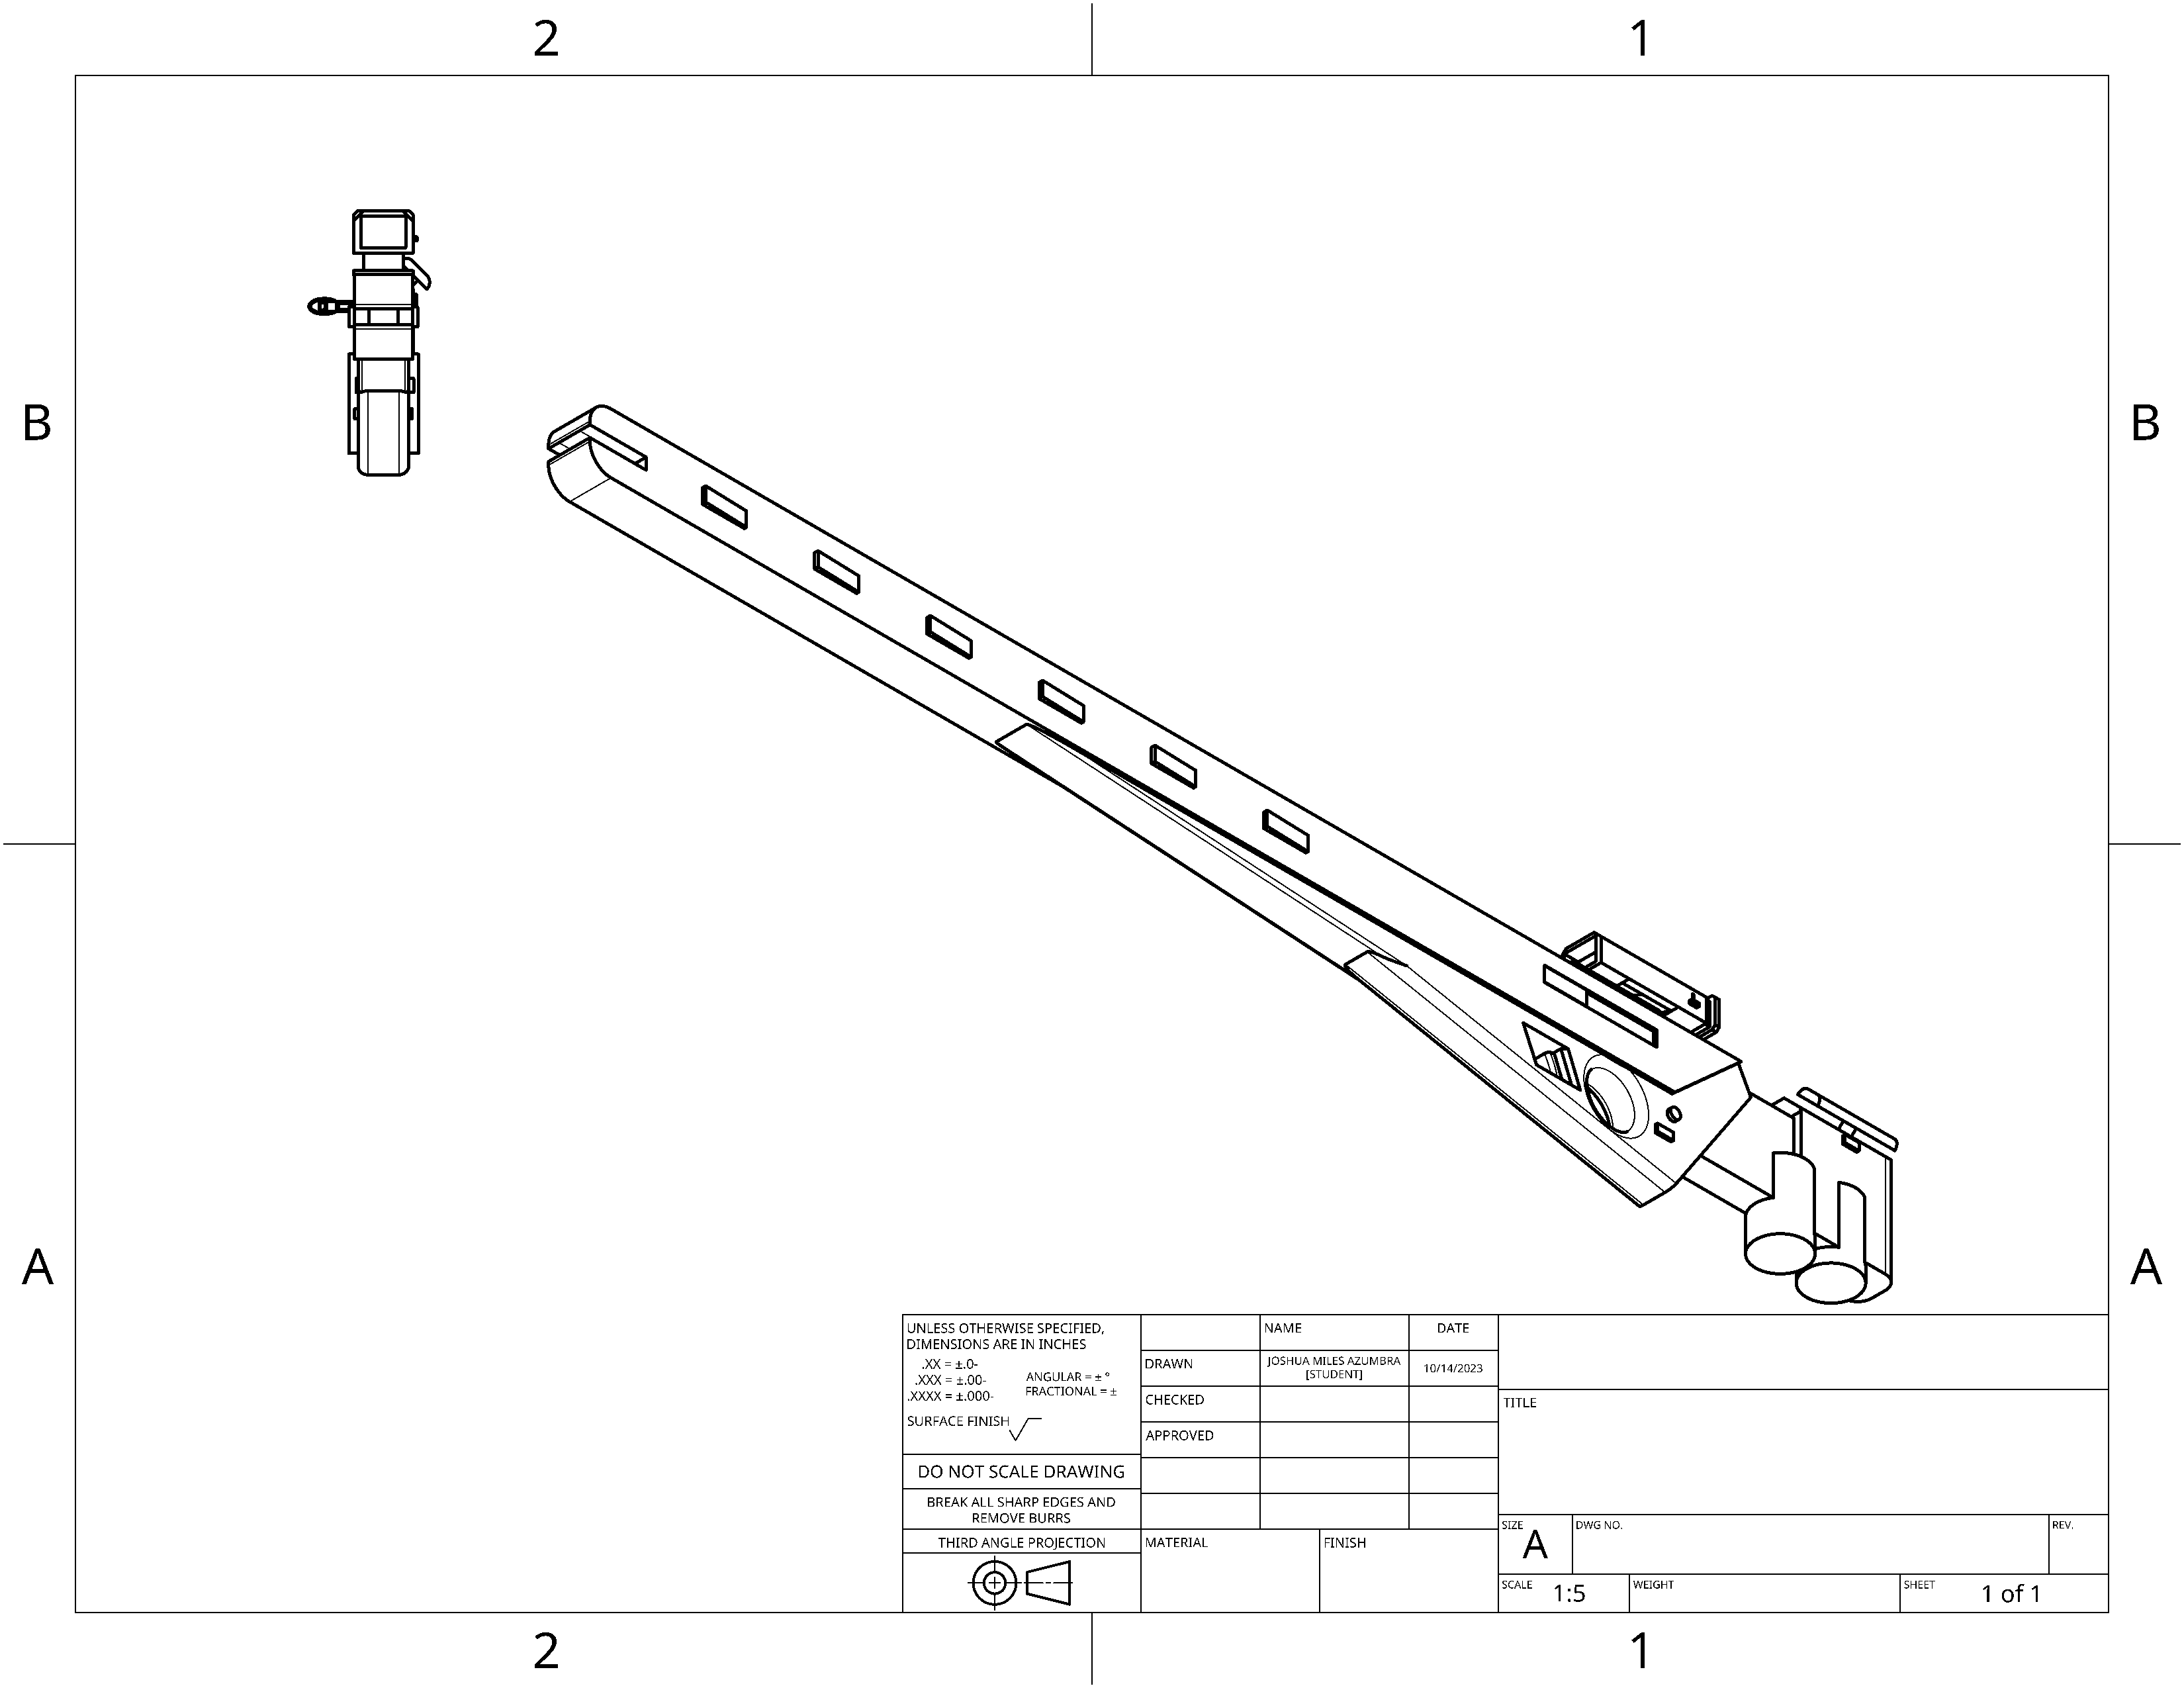 2
1
B
B
A
A
UNLESS OTHERWISE SPECIFIED,
DIMENSIONS ARE IN INCHES
.XX = ±.0-
.XXX = ±.00-
.XXXX = ±.000-
ANGULAR = ± °
FRACTIONAL = ±
SURFACE FINISH
DO NOT SCALE DRAWING
BREAK ALL SHARP EDGES AND
REMOVE BURRS
THIRD ANGLE PROJECTION
NAME
DATE
DRAWN
JOSHUA MILES AZUMBRA
[STUDENT]
10/14/2023
CHECKED
APPROVED
MATERIAL
FINISH
TITLE
SIZE
A
DWG NO.
REV.
SCALE
1:5
WEIGHT
SHEET
1 of 1
2
1